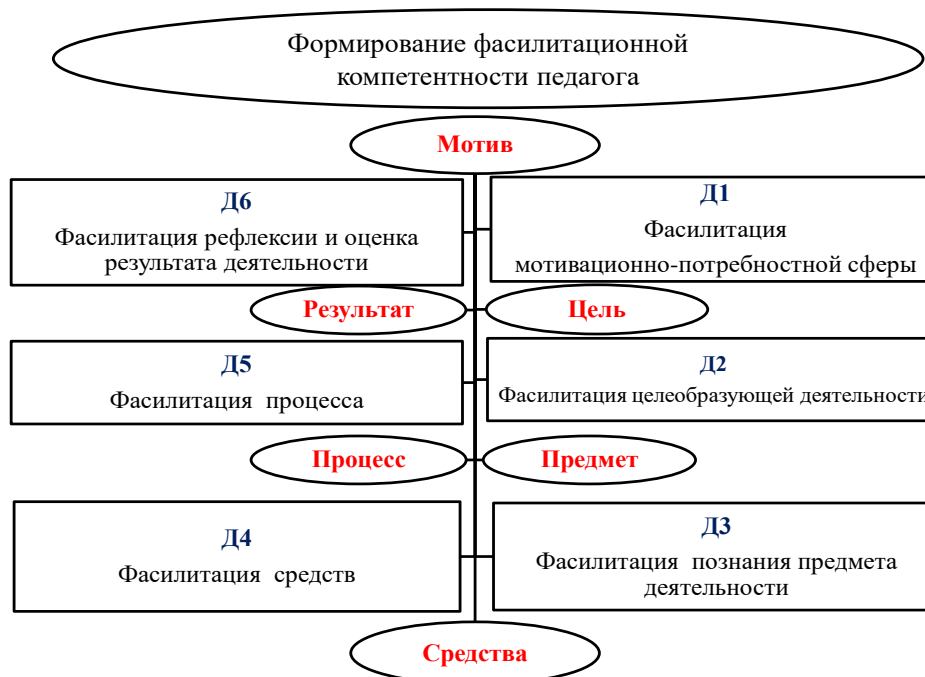 Формирование фасилитационной
компетентности педагога
Мотив
Д6
Фасилитация рефлексии и оценка
результата деятельности
Д1
Фасилитация
мотивационно-потребностной сферы
Результат
Цель
Д5
Фасилитация процесса
Д2
Фасилитация целеобразующей деятельности
Процесс
Предмет
Д4
Фасилитация средств
Д3
Фасилитация познания предмета
деятельности
Средства